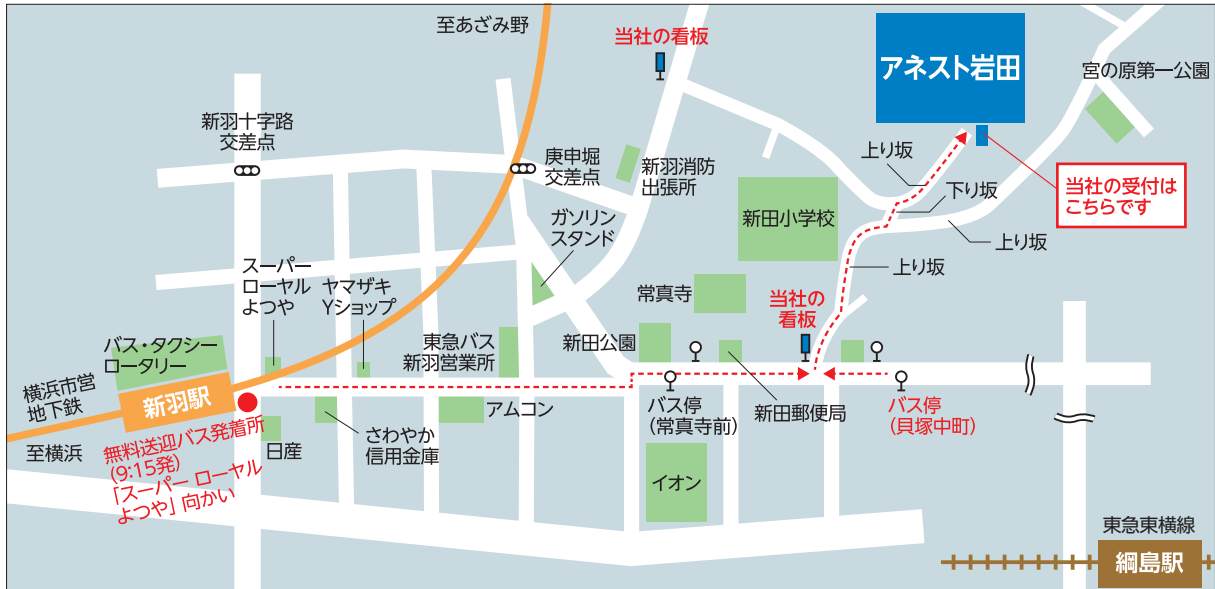 至あざみ野
当社の看板
アネスト岩田
宮の原第一公園
新羽十字路
交差点
庚申堀
交差点
新羽消防
出張所
上り坂
下り坂
当社の受付は
こちらです
ガソリン
スタンド
新田小学校
上り坂
上り坂
スーパー
ローヤル
よつや
ヤマザキ
Yショップ
常真寺
当社の
看板
バス・タクシー
ロータリー
東急バス
新羽営業所
新田公園
横浜市営
地下鉄
新羽駅
至横浜
無料送迎バス発着所
(9:15発)
「スーパー ローヤル
よつや」向かい
日産
さわやか
信用金庫
アムコン
バス停
(常真寺前)
新田郵便局
バス停
(貝塚中町)
イオン
東急東横線
綱島駅